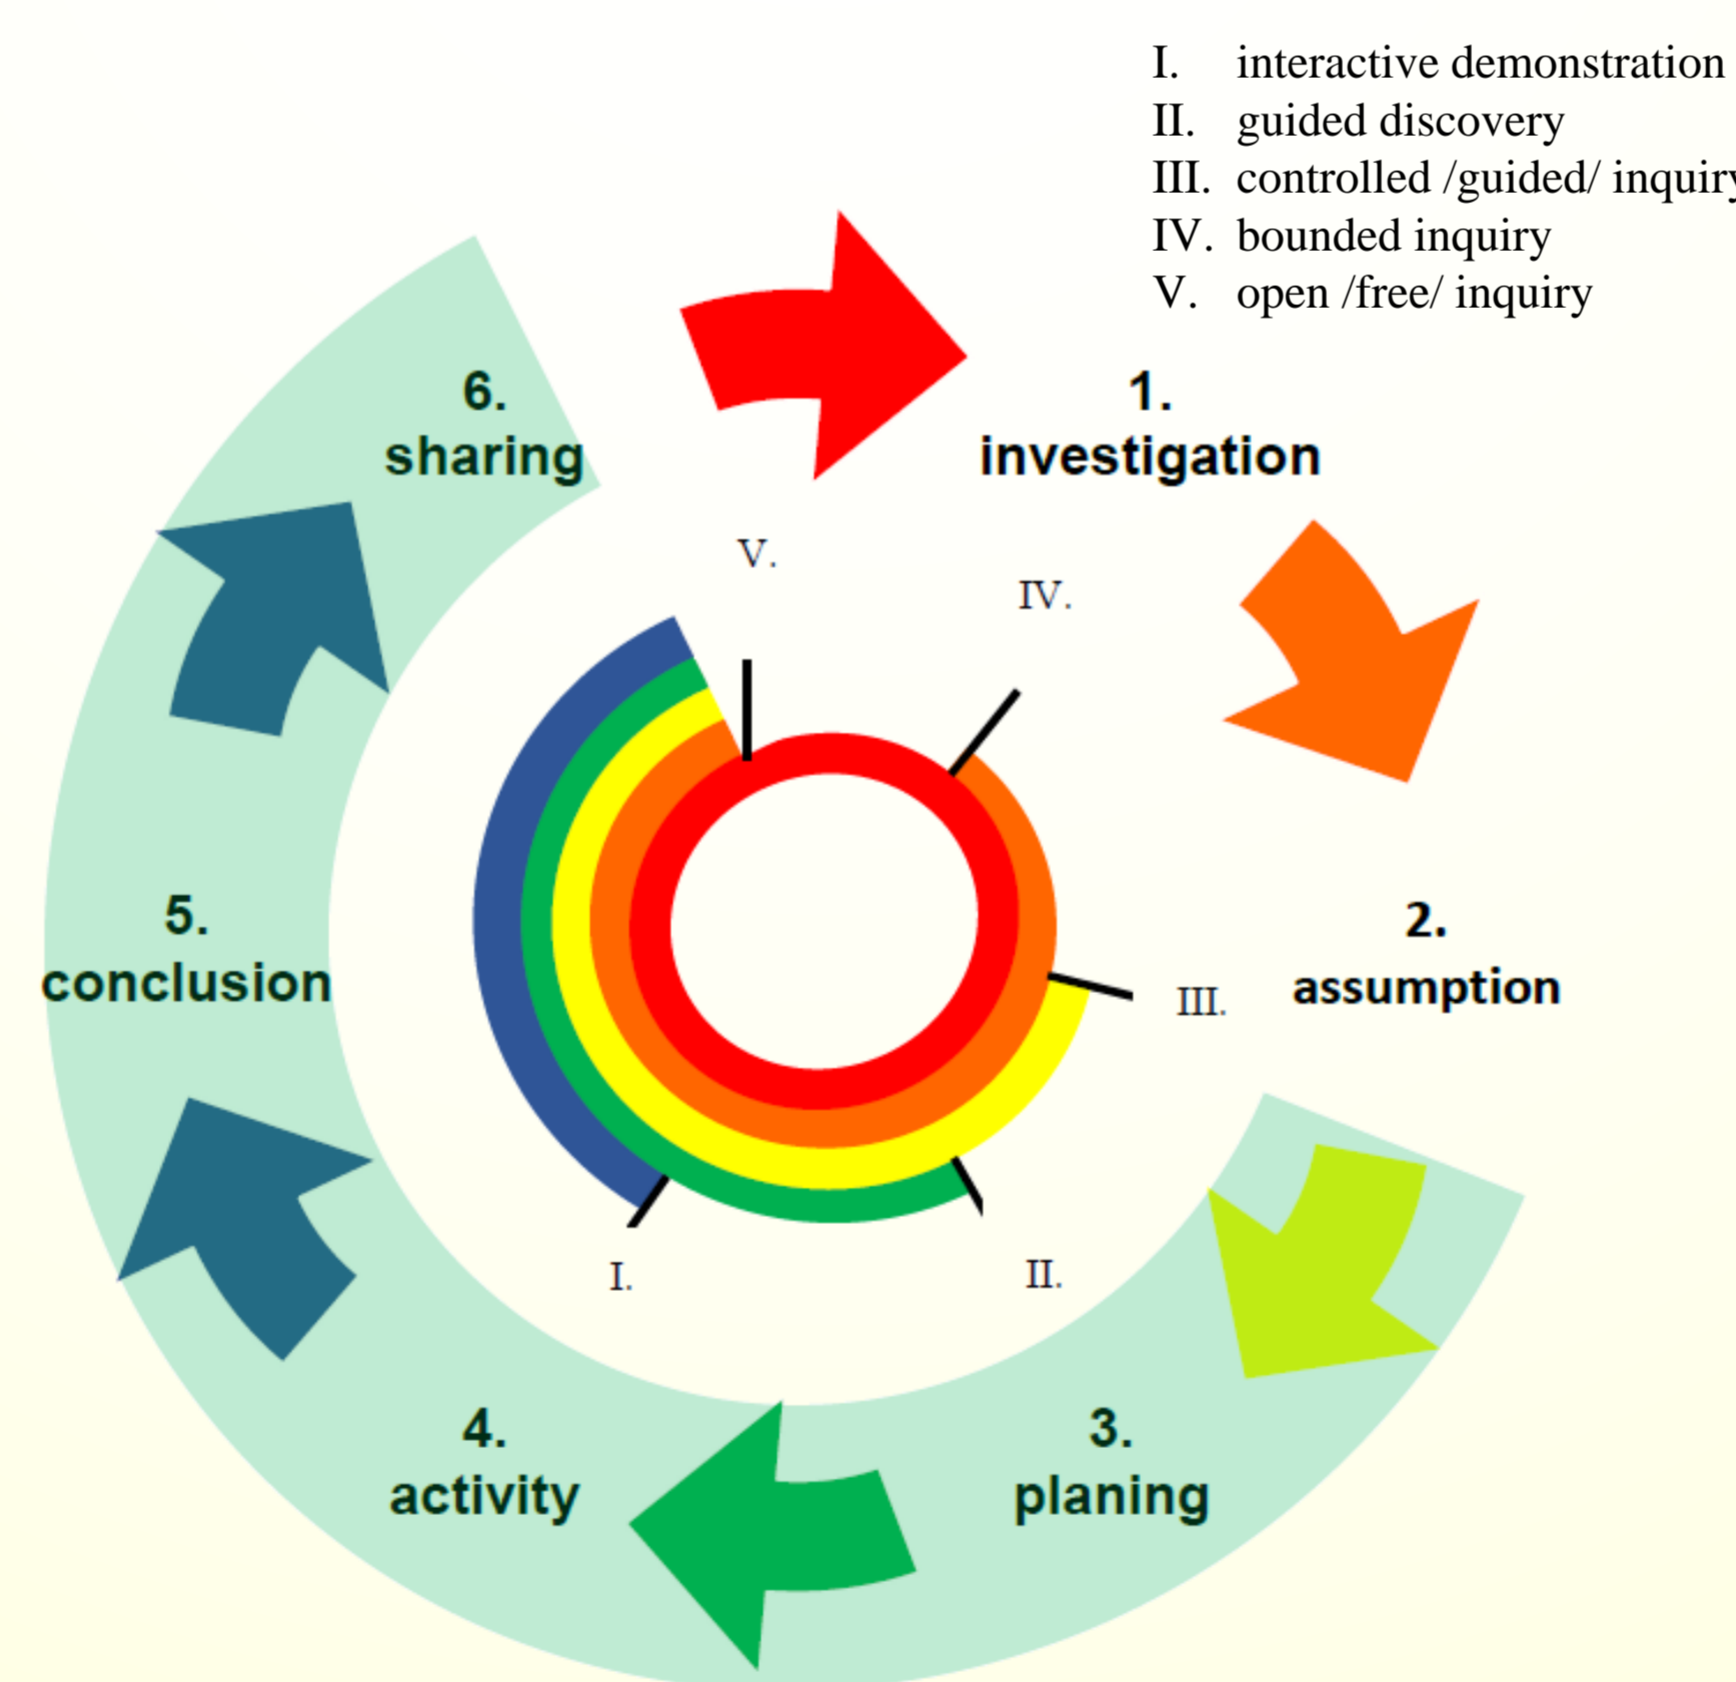 I. interactive demonstration
II. guided discovery
III. controlled /guided/ inquiry
IV. bounded inquiry
V. open /free/ inquiry
1.
investigation
6.
sharing
V.
IV.
2.
assumption
III.
5.
conclusion
I.
II.
4.
activity
3.
planing